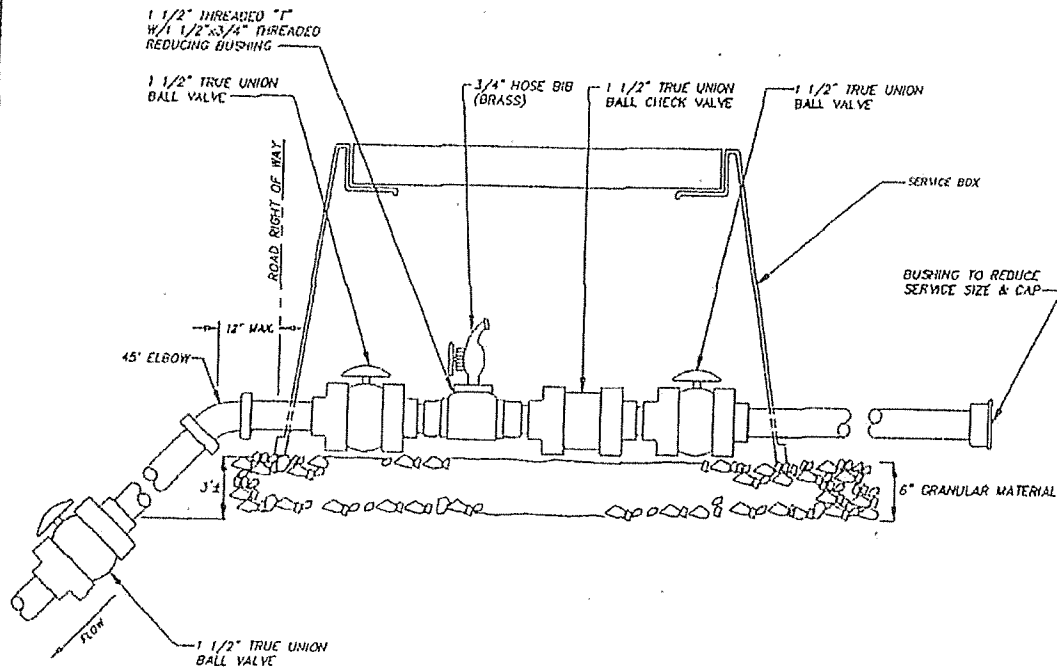 1 1/2" THREADED "T"
W/1 1/2"x3/4" THREADED
REDUCING BUSHING
1 1/2" TRUE UNION
BALL VALVE
3/4" HOSE BIB
(BRASS)
1 1/2" TRUE UNION
BALL CHECK VALVE
1 1/2" TRUE UNION
BALL VALVE
ROAD RIGHT OF WAY
SERVICE BOX
BUSHING TO REDUCE
SERVICE SIZE & CAP
12" MAX.
45° ELBOW
3'±
6" GRANULAR MATERIAL
FLOW
1 1/2" TRUE UNION
BALL VALVE